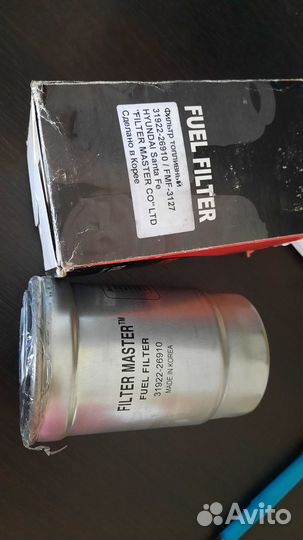 FUEL FILTER
Фильтр топливный
31922-26910 / FMF-3127
HYUNDAI Santa Fe
"FILTER MASTER CO" LTD
Сделано в Корее
FILTER MASTER™
FUEL FILTER
31922-26910
MADE IN KOREA
Avito